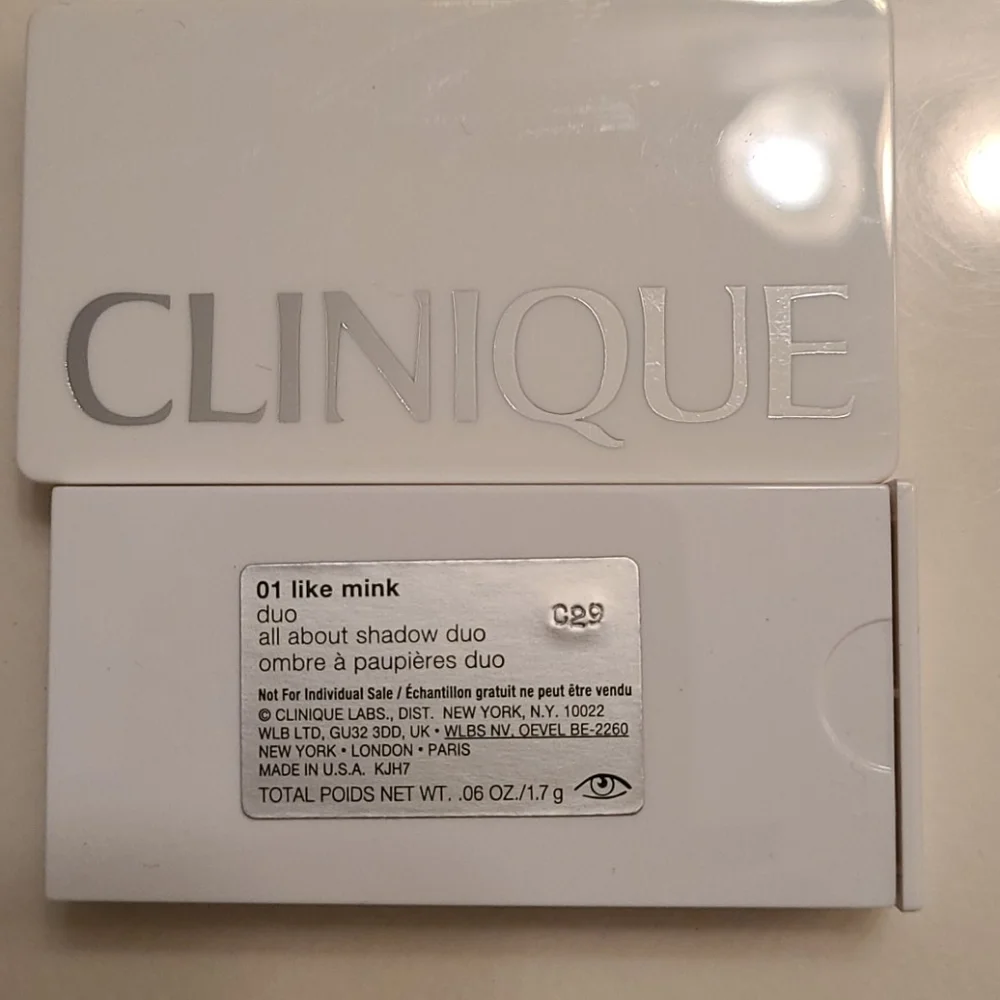 CLINIQUE
01 like mink
duo
C29
all about shadow duo
ombre à paupières duo
Not For Individual Sale / Échantillon gratuit ne peut être vendu
© CLINIQUE LABS., DIST. NEW YORK, N.Y. 10022
WLB LTD, GU32 3DD, UK • WLBS NV, OEVEL BE-2260
NEW YORK • LONDON • PARIS
MADE IN U.S.A. KJH7
TOTAL POIDS NET WT. .06 OZ./1.7 g